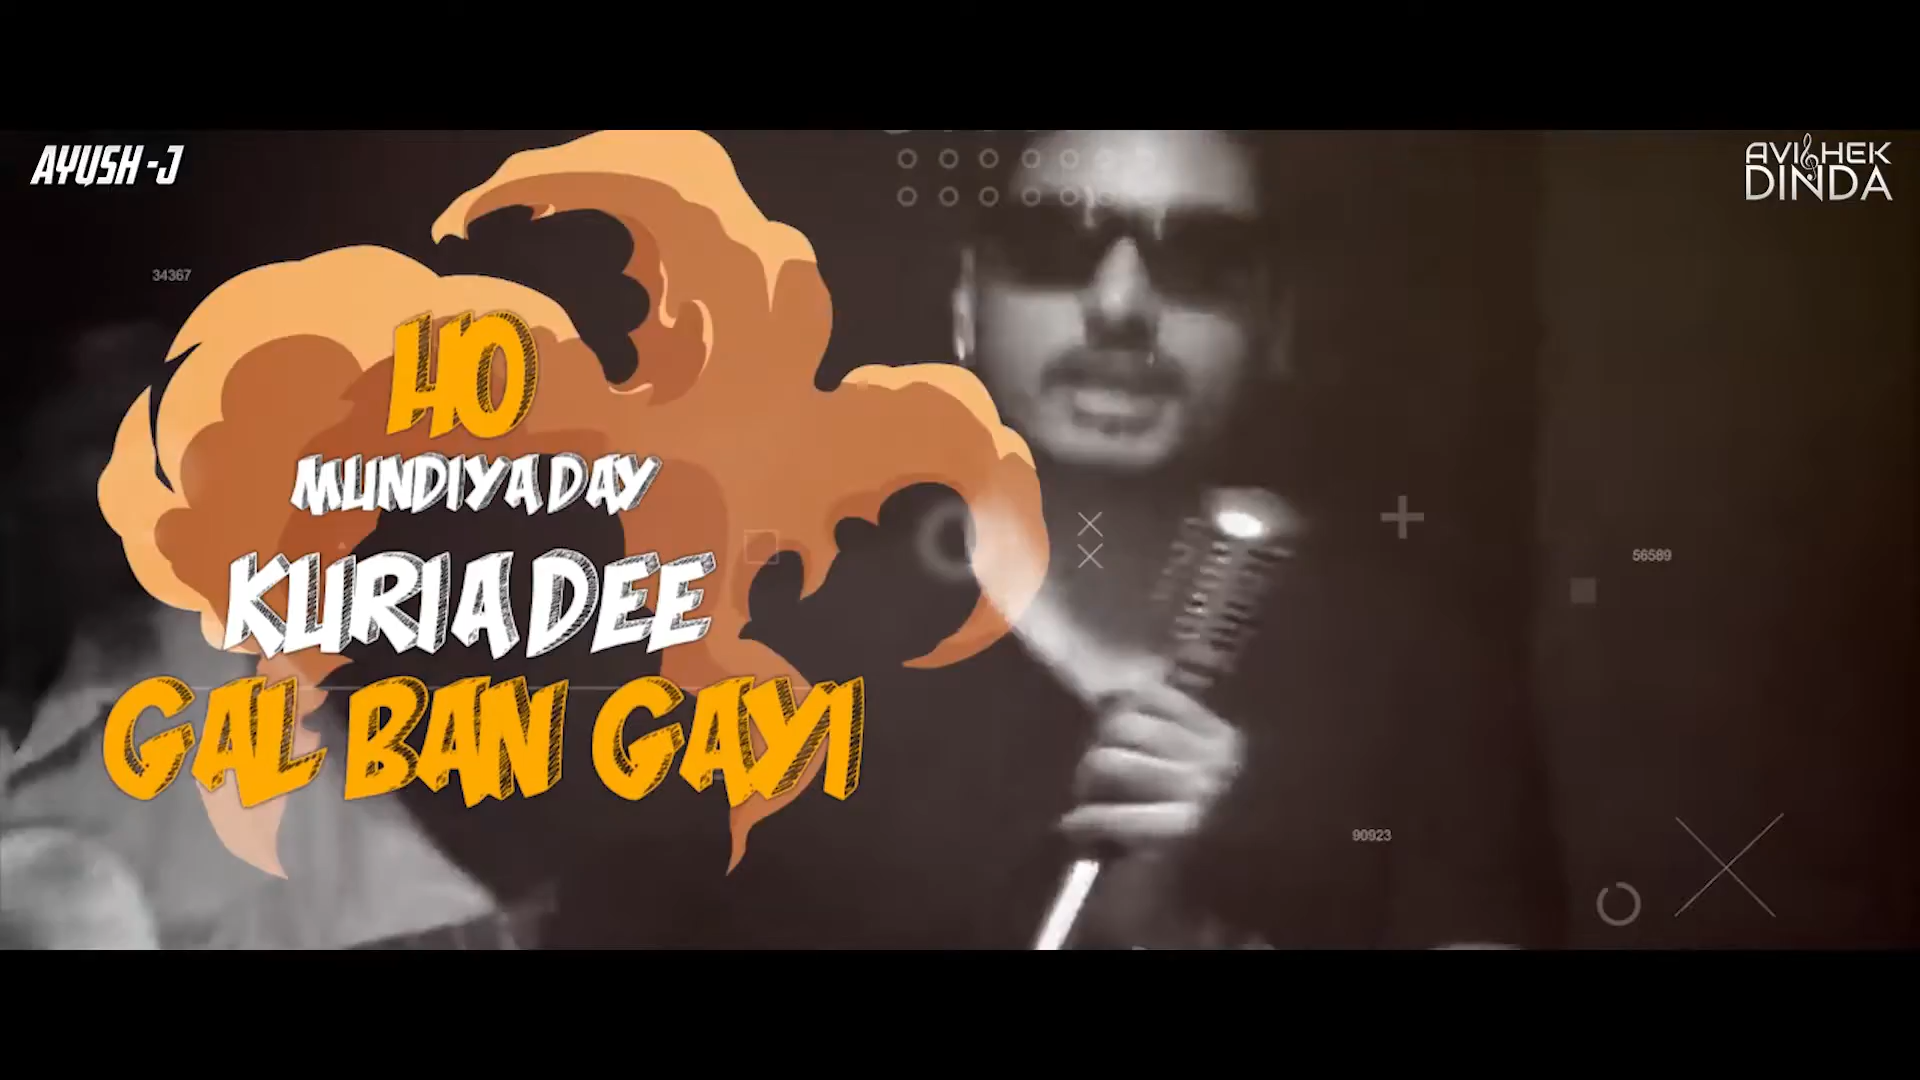 AYUSH-J
AVISHEK
DINDA
34367
HO
MUNDIYA DAY
KURIA DEE
GAL BAN GAYI
56589
90923